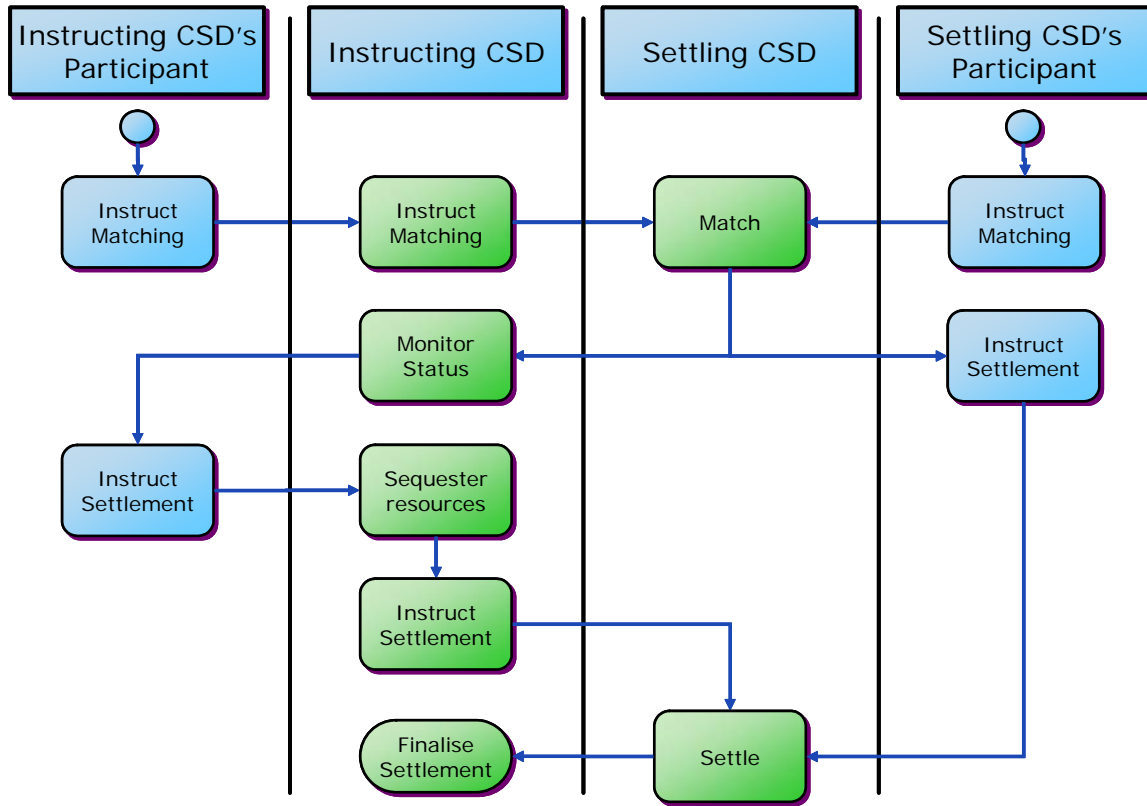 Instructing CSD's
Participant
Instructing CSD
Settling CSD
Settling CSD's
Participant
Instruct
Matching
Instruct
Matching
Match
Instruct
Matching
Monitor
Status
Instruct
Settlement
Instruct
Settlement
Sequester
resources
Instruct
Settlement
Finalise
Settlement
Settle